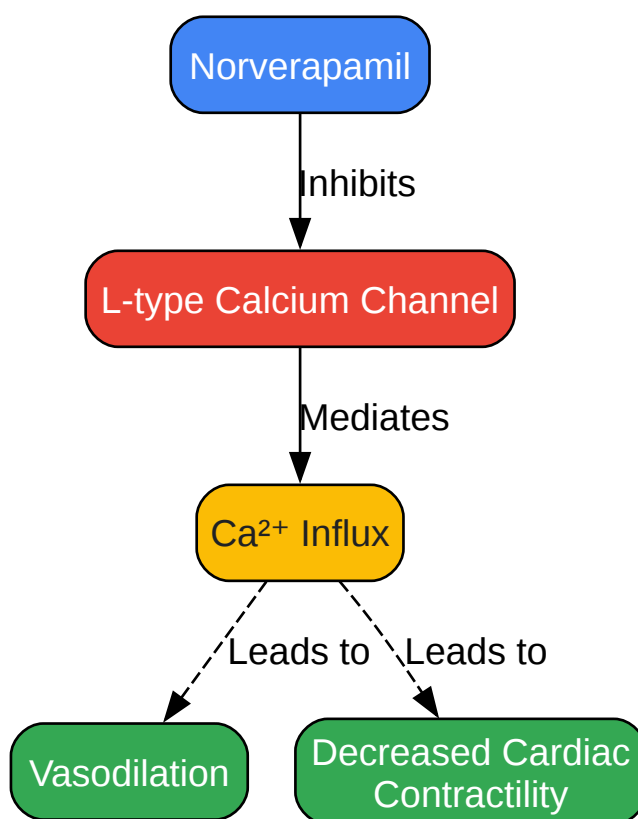 Norverapamil
Inhibits
L-type Calcium Channel
Mediates
Ca²⁺ Influx
Leads to Leads to
Vasodilation
Decreased Cardiac
Contractility